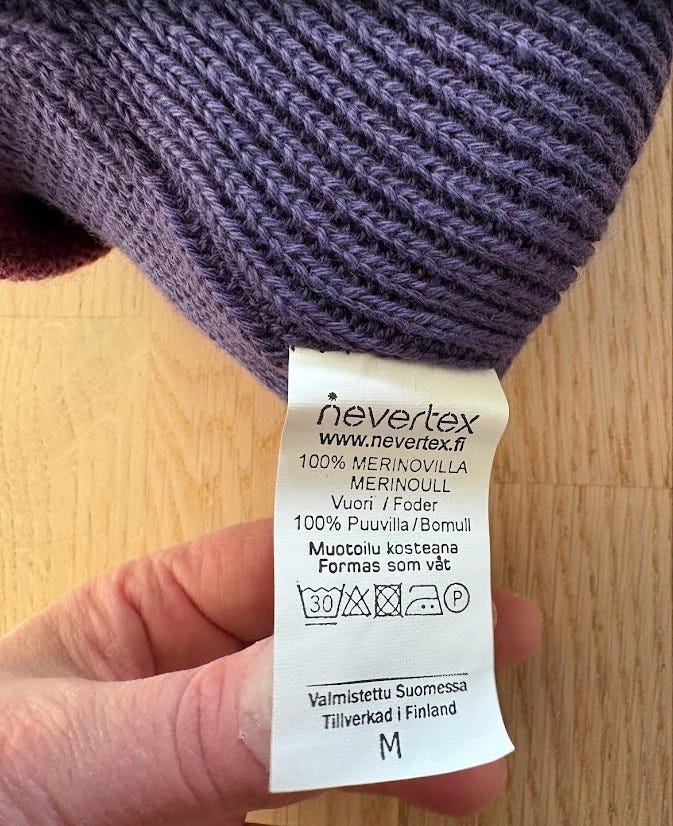 nevertex
www.nevertex.fi
100% MERINOVILLA
MERINOULL
Vuori / Foder
100% Puuvilla/Bomull
Muotoilu kosteana
Formas som våt
30 P
Valmistettu Suomessa
Tillverkad i Finland
M